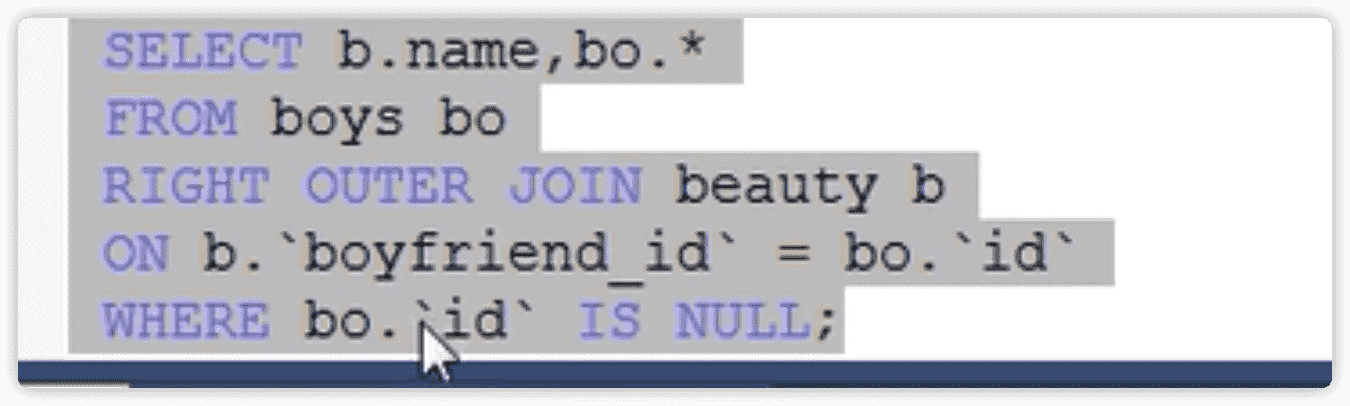 SELECT b.name,bo.*
FROM boys bo
RIGHT OUTER JOIN beauty b
ON b.`boyfriend_id` = bo.`id`
WHERE bo.`id` IS NULL;